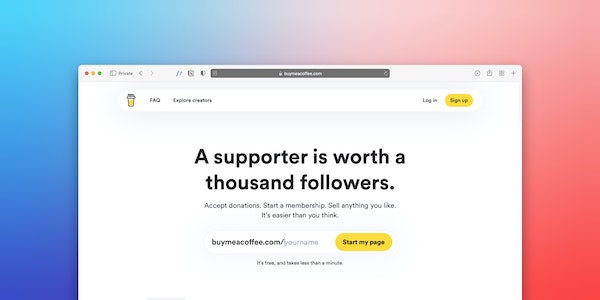 Private
buymeacoffee.com
FAQ
Explore creators
Log in
Sign up
A supporter is worth a
thousand followers.
Accept donations. Start a membership. Sell anything you like.
It's easier than you think.
buymeacoffee.com/yourname
Start my page
It's free, and takes less than a minute.